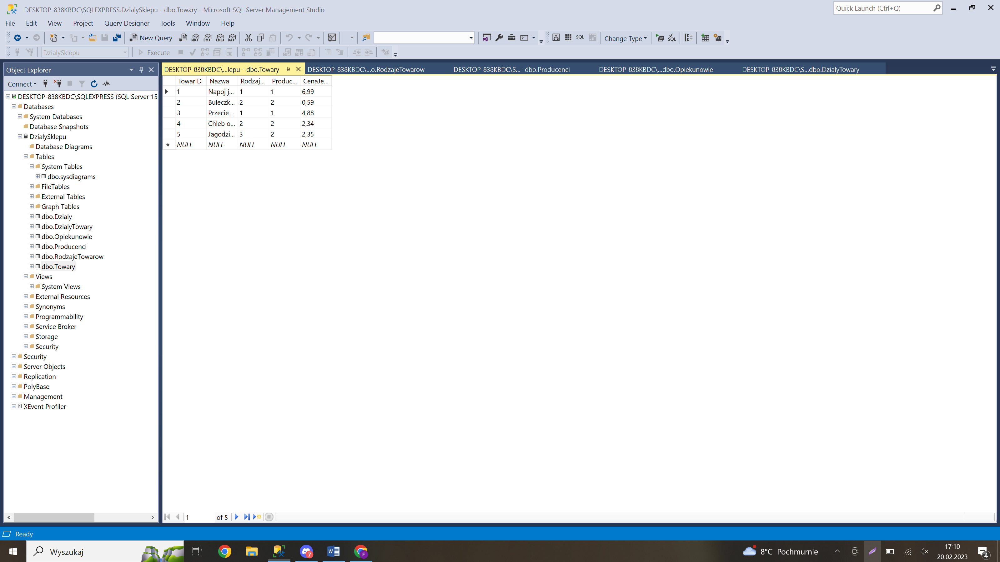 DESKTOP-838KBDC\SQLEXPRESS.DzialySklepu - dbo.Towary - Microsoft SQL Server Management Studio
Quick Launch (Ctrl+Q)
File Edit View Project Query Designer Tools Window Help
New Query MDX DMX XMLA DAX SQL Change Type SQL
DzialySklepu Execute
Object Explorer
Connect
DESKTOP-838KBDC\SQLEXPRESS (SQL Server 15
Databases
System Databases
Database Snapshots
DzialySklepu
Database Diagrams
Tables
System Tables
dbo.sysdiagrams
FileTables
External Tables
Graph Tables
dbo.Dzialy
dbo.DzialyTowary
dbo.Opiekunowie
dbo.Producenci
dbo.RodzajeTowarow
dbo.Towary
Views
System Views
External Resources
Synonyms
Programmability
Service Broker
Storage
Security
Security
Server Objects
Replication
PolyBase
Management
XEvent Profiler
DESKTOP-838KBDC\...lepu - dbo.Towary DESKTOP-838KBDC\...o.RodzajeTowarow DESKTOP-838KBDC\S...- dbo.Producenci DESKTOP-838KBDC\...dbo.Opiekunowie DESKTOP-838KBDC\S...dbo.DzialyTowary
TowarID Nazwa Rodzaj... Produc... CenaJe...
1 Napoj j... 1 1 6,99
2 Buleczk... 2 2 0,59
3 Przecie... 1 1 4,88
4 Chleb o... 2 2 2,34
5 Jagodzi... 3 2 2,35
* NULL NULL NULL NULL NULL
1 of 5
Ready
Wyszukaj
7
W
F
8°C Pochmurnie
17:10
20.02.2023
4